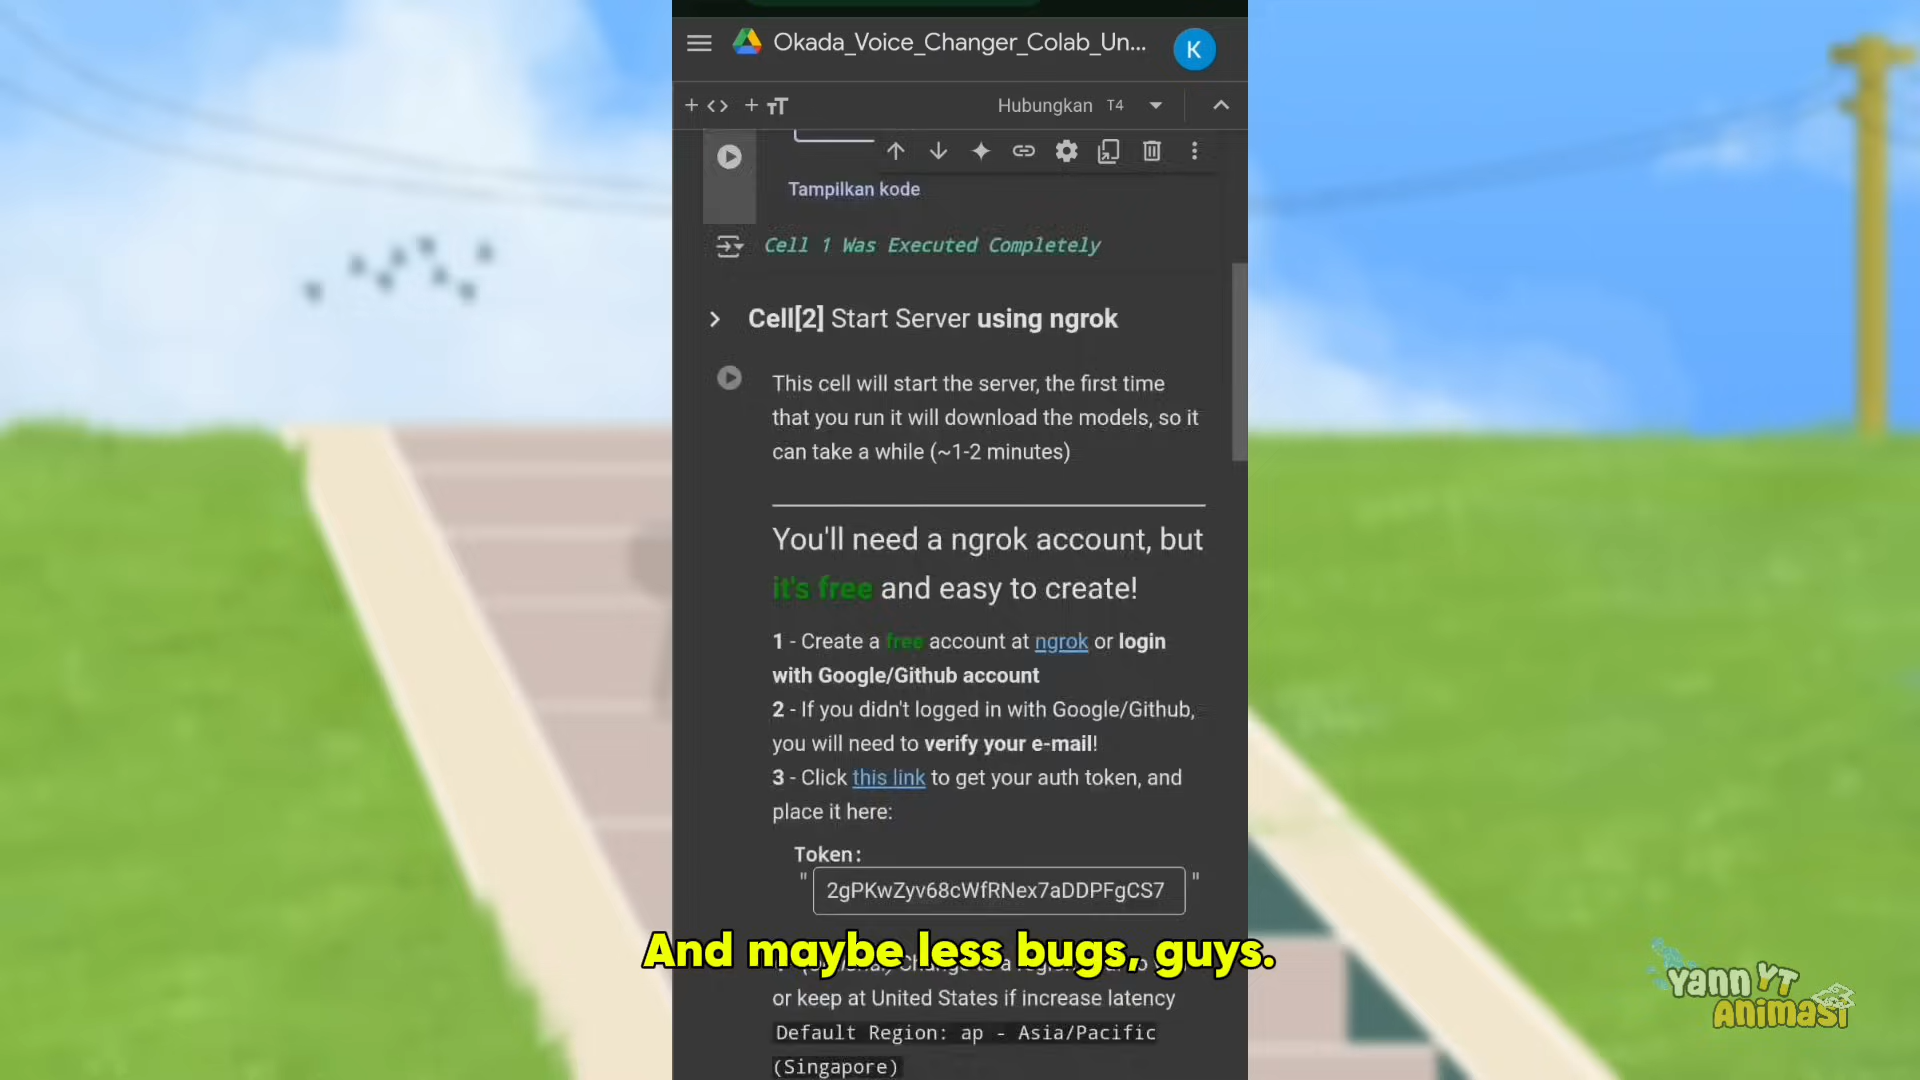 Okada_Voice_Changer_Colab_Un...
K
Hubungkan T4
Tampilkan kode
Cell 1 Was Executed Completely
Cell[2] Start Server using ngrok
This cell will start the server, the first time
that you run it will download the models, so it
can take a while (~1-2 minutes)
You'll need a ngrok account, but
it's free and easy to create!
1 - Create a free account at ngrok or login
with Google/Github account
2 - If you didn't logged in with Google/Github,
you will need to verify your e-mail!
3 - Click this link to get your auth token, and
place it here:
Token:
" 2gPKwZyv68cWfRNex7aDDPFgCS7 "
And maybe less bugs, guys.
or keep at United States if increase latency
Default Region: ap - Asia/Pacific
(Singapore)
Yann YT
Animasi